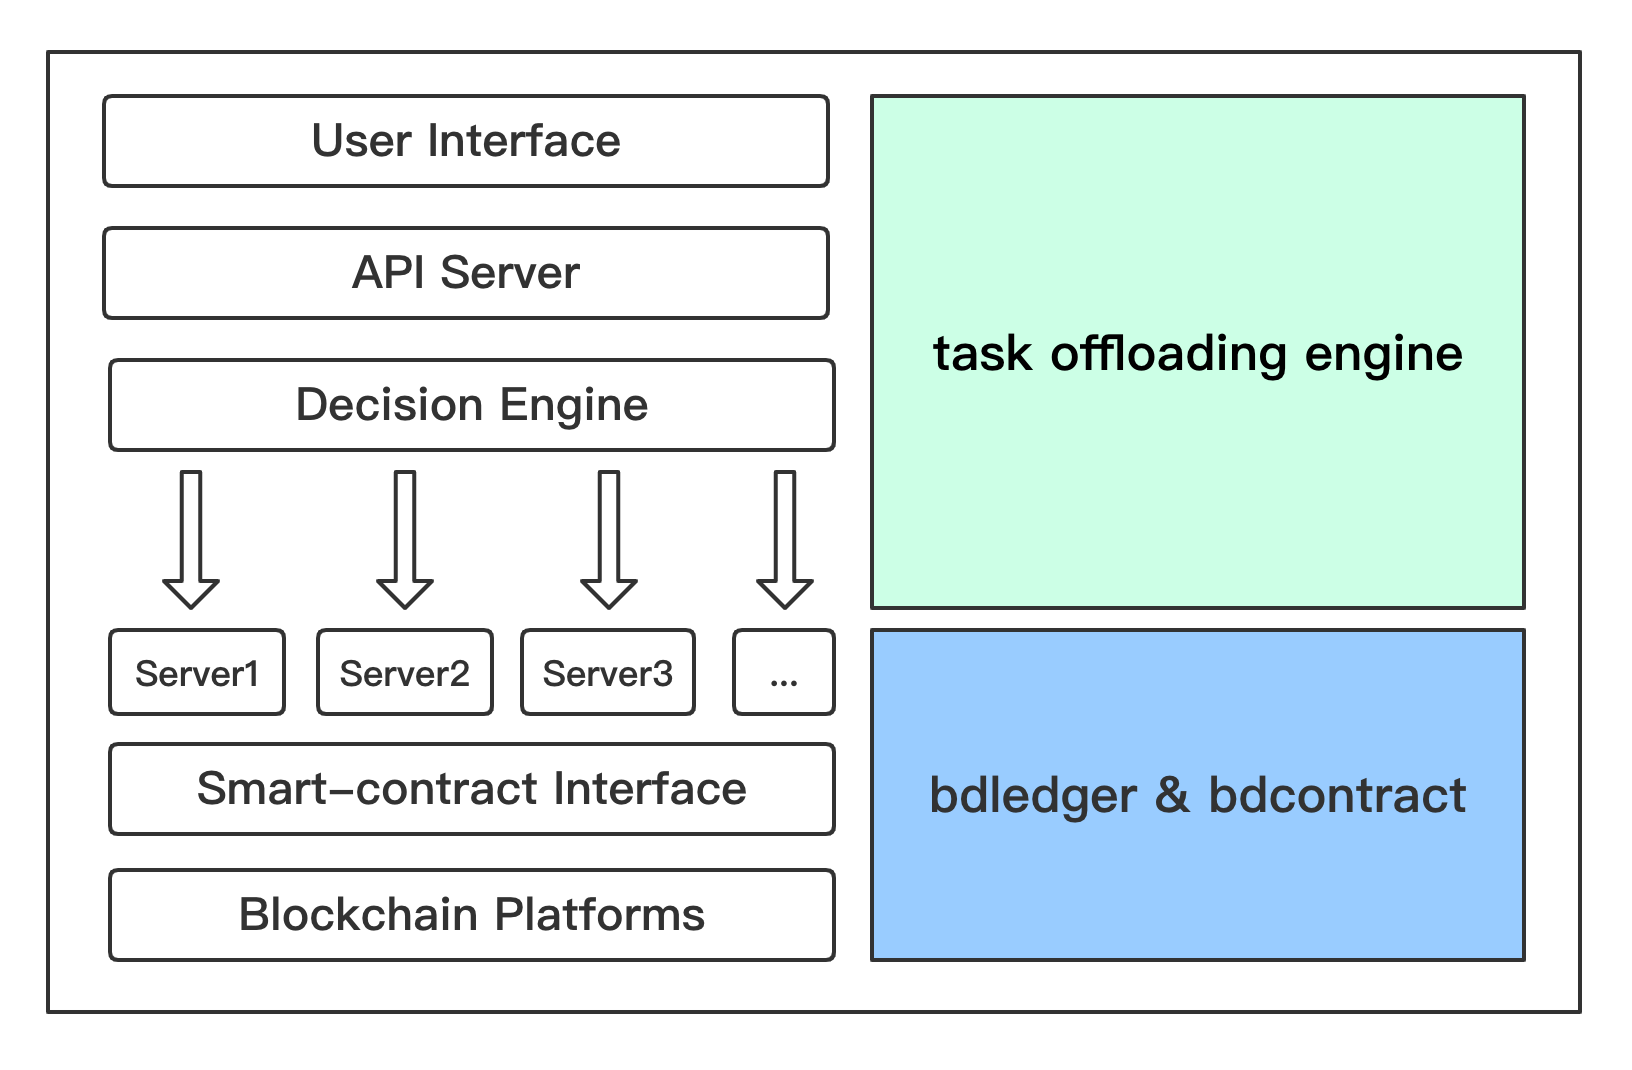 User Interface
API Server
Decision Engine
Server1
Server2
Server3
...
Smart-contract Interface
Blockchain Platforms
task offloading engine
bdledger & bdcontract